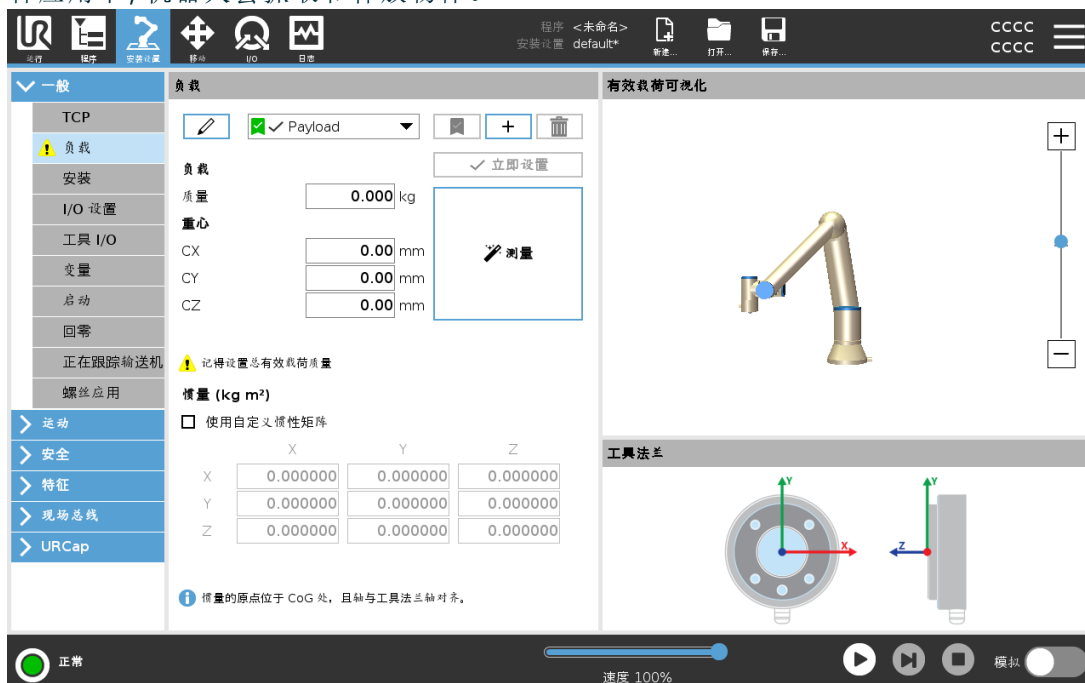 UR
运行 程序 安装设置 移动 I/O 日志
程序 <未命名>
安装设置 default*
新建... 打开... 保存...
CCCC
CCCC
一般
TCP
负载
安装
I/O 设置
工具 I/O
变量
启动
回零
正在跟踪输送机
螺丝应用
运动
安全
特征
现场总线
URCap
负载
Payload
立即设置
负载
质量 0.000 kg
重心
CX 0.00 mm
CY 0.00 mm
CZ 0.00 mm
测量
记得设置总有效载荷质量
惯量 (kg m²)
使用自定义惯性矩阵
X Y Z
X 0.000000 0.000000 0.000000
Y 0.000000 0.000000 0.000000
Z 0.000000 0.000000 0.000000
惯量的原点位于 CoG 处，且轴与工具法兰轴对齐。
有效载荷可视化
工具法兰
Y
X
Y
Z
正常
速度 100%
模拟